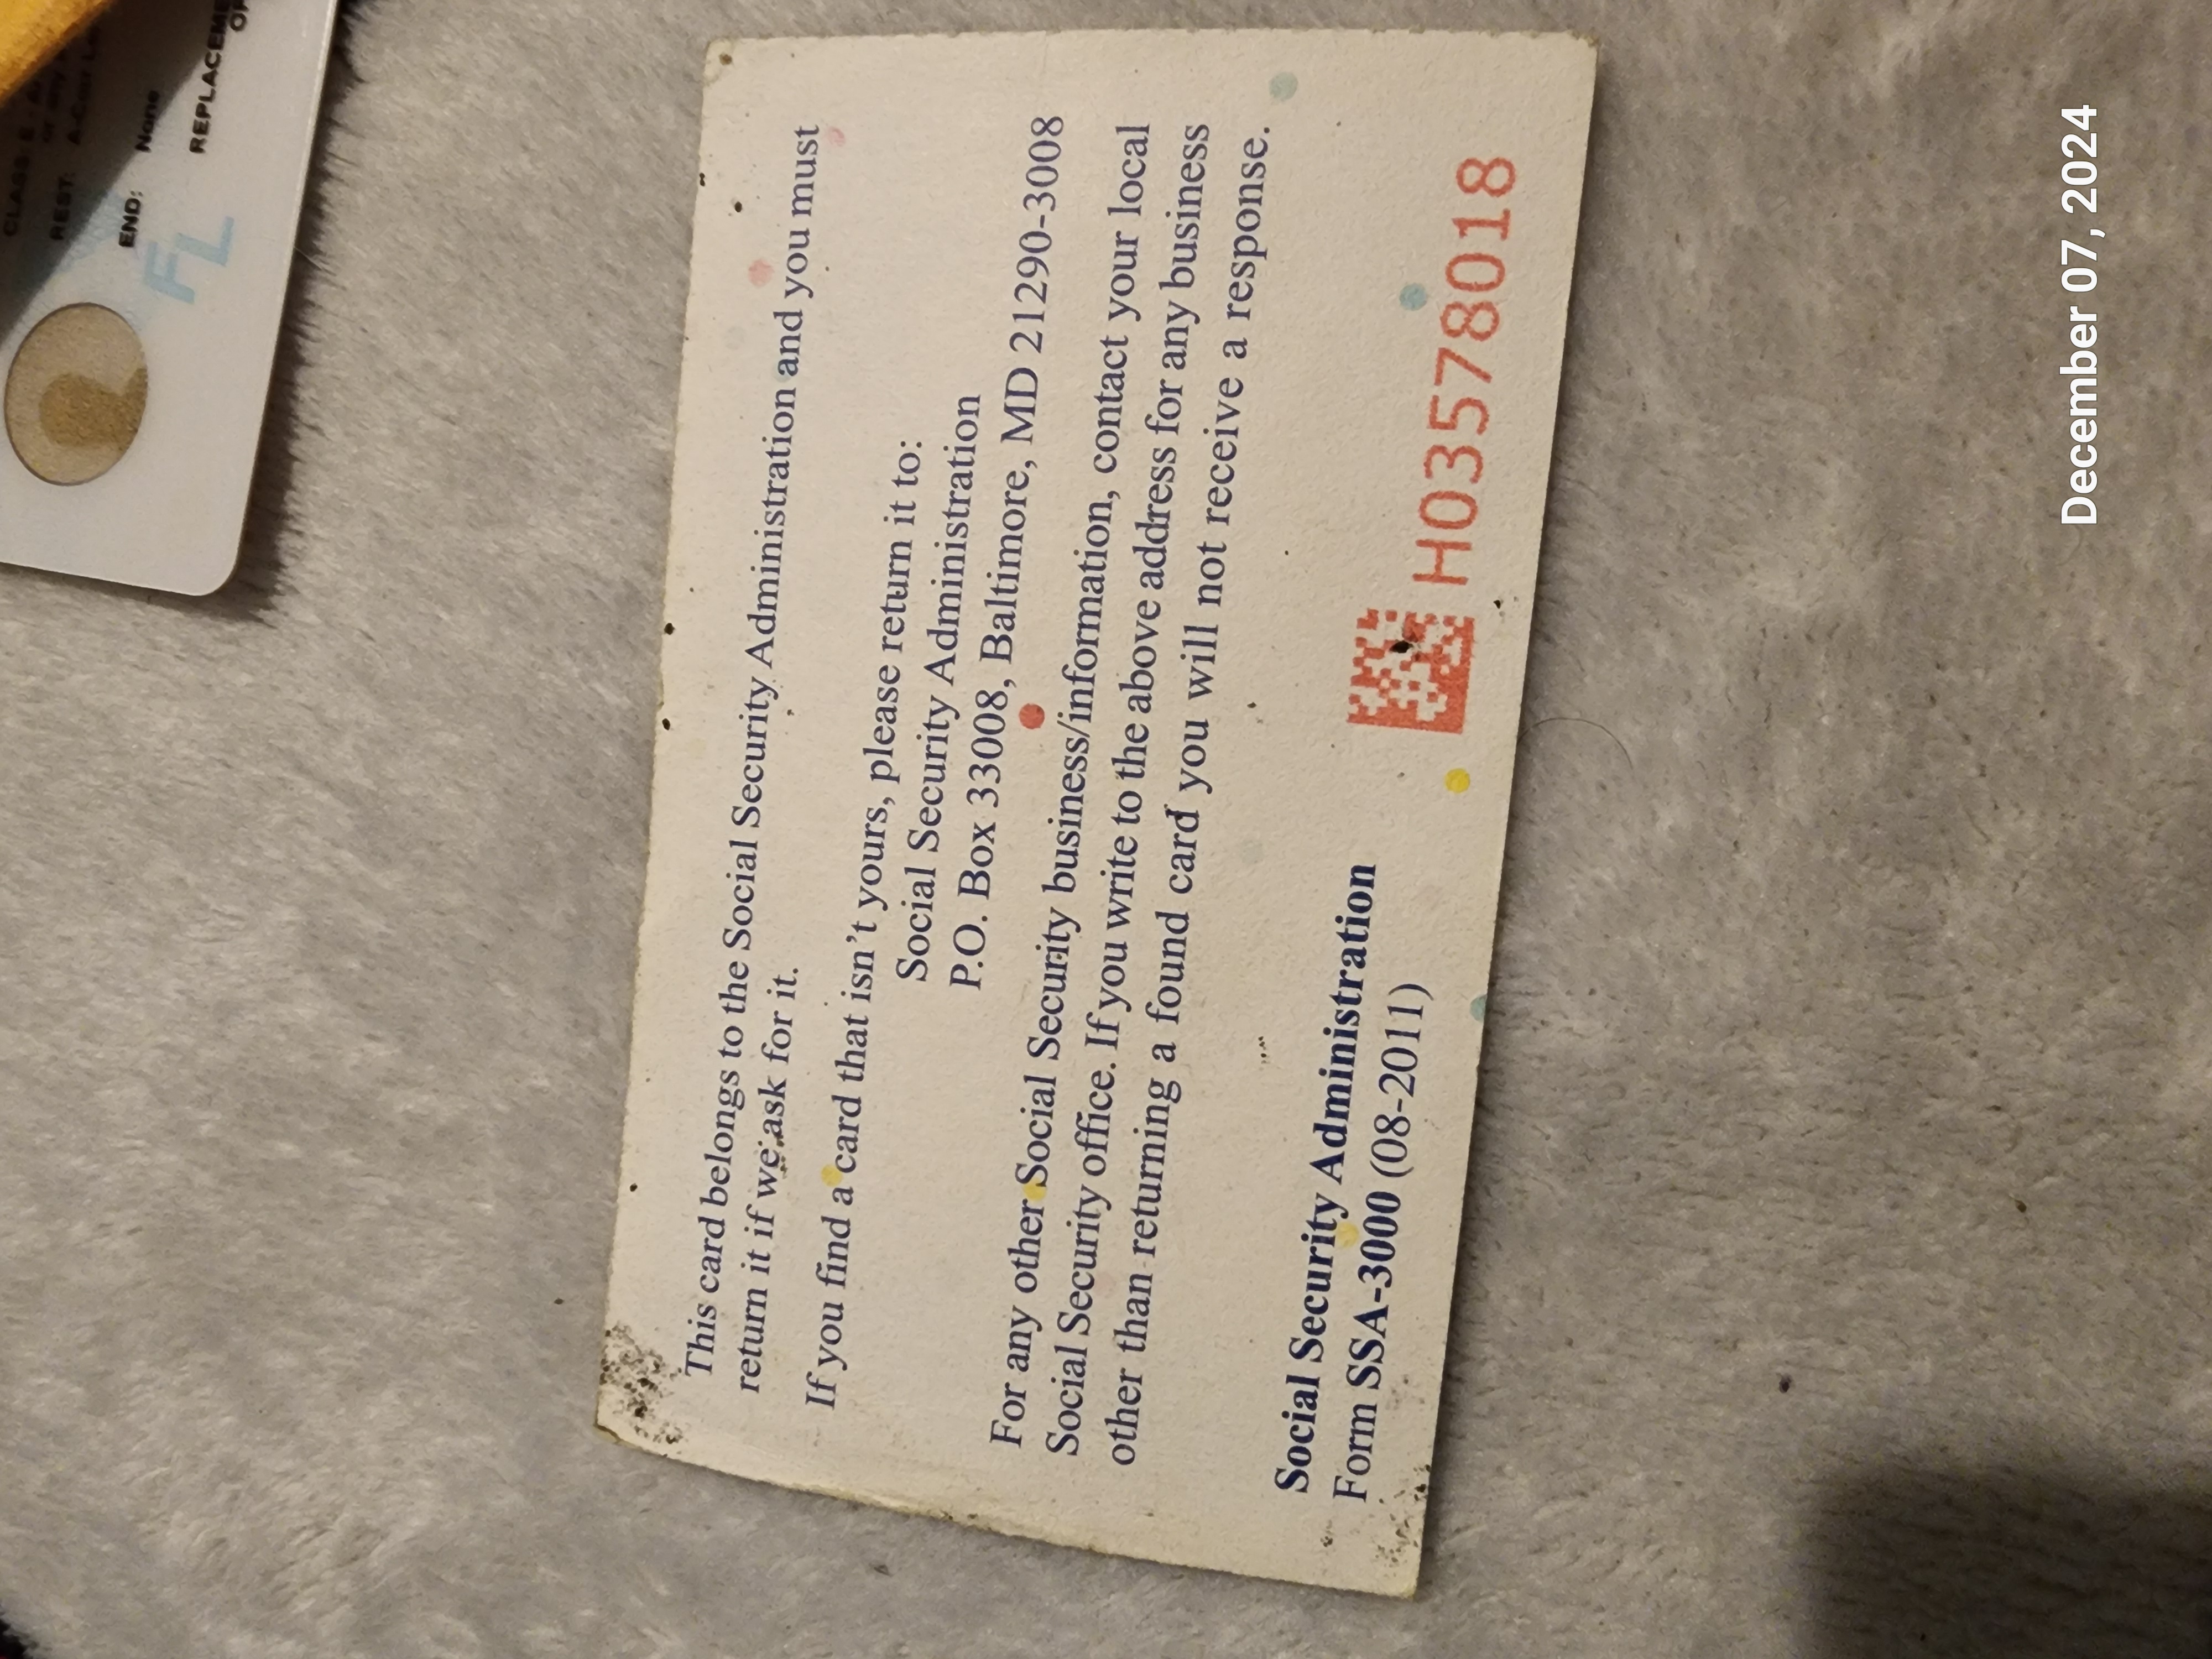 CLASS: E -
REST:
END: None
FL
This card belongs to the Social Security Administration and you must
return it if we ask for it.
If you find a card that isn't yours, please return it to:
Social Security Administration
P.O. Box 33008, Baltimore, MD 21290-3008
For any other Social Security business/information, contact your local
Social Security office. If you write to the above address for any business
other than returning a found card you will not receive a response.
Social Security Administration
Form SSA-3000 (08-2011)
H03578018
December 07, 2024